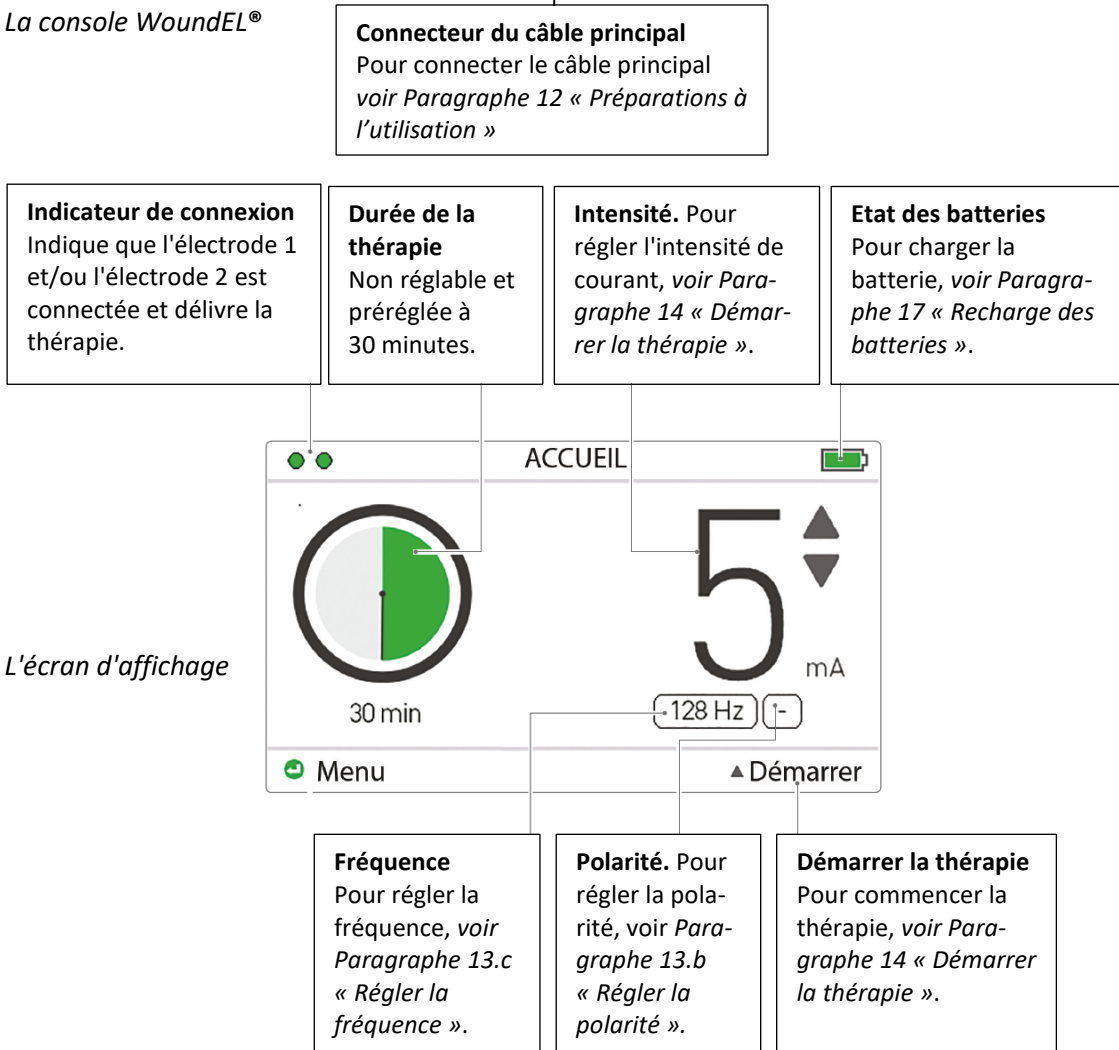 La console WoundEL®
Connecteur du câble principal
Pour connecter le câble principal
voir Paragraphe 12 « Préparations à
l’utilisation »
Indicateur de connexion
Indique que l'électrode 1
et/ou l'électrode 2 est
connectée et délivre la
thérapie.
Durée de la
thérapie
Non réglable et
préréglée à
30 minutes.
Intensité. Pour
régler l'intensité de
courant, voir Para-
graphe 14 « Démar-
rer la thérapie ».
Etat des batteries
Pour charger la
batterie, voir Paragra-
phe 17 « Recharge des
batteries ».
ACCUEIL
5
mA
30 min
128 Hz
-
Menu
Démarrer
L'écran d'affichage
Fréquence
Pour régler la
fréquence, voir
Paragraphe 13.c
« Régler la
fréquence ».
Polarité. Pour
régler la pola-
rité, voir Para-
graphe 13.b
« Régler la
polarité ».
Démarrer la thérapie
Pour commencer la
thérapie, voir Para-
graphe 14 « Démarrer
la thérapie ».